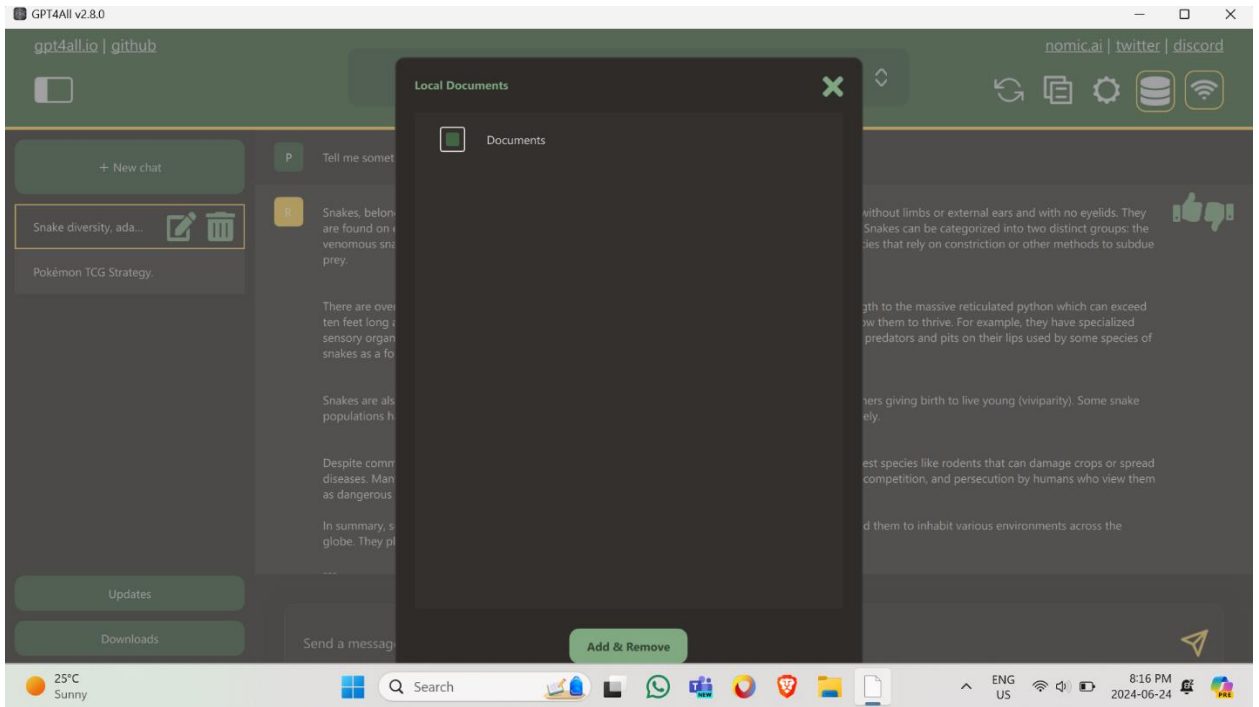 GPT4All v2.8.0
gpt4all.io | github
nomic.ai | twitter | discord
Local Documents
Documents
+ New chat
P
Tell me somet
Snake diversity, ada...
Pokémon TCG Strategy.
R
Snakes, belon
without limbs or external ears and with no eyelids. They
are found on
Snakes can be categorized into two distinct groups: the
venomous sna
cies that rely on constriction or other methods to subdue
prey.
There are over
gth to the massive reticulated python which can exceed
ten feet long a
ow them to thrive. For example, they have specialized
sensory organ
predators and pits on their lips used by some species of
snakes as a fo
Snakes are als
hers giving birth to live young (viviparity). Some snake
populations h
ely.
Despite comm
est species like rodents that can damage crops or spread
diseases. Man
competition, and persecution by humans who view them
as dangerous
In summary, s
d them to inhabit various environments across the
globe. They pl
---
Updates
Downloads
Send a messag
Add & Remove
25°C
Sunny
Search
NEW
ENG
US
8:16 PM
2024-06-24
PRE